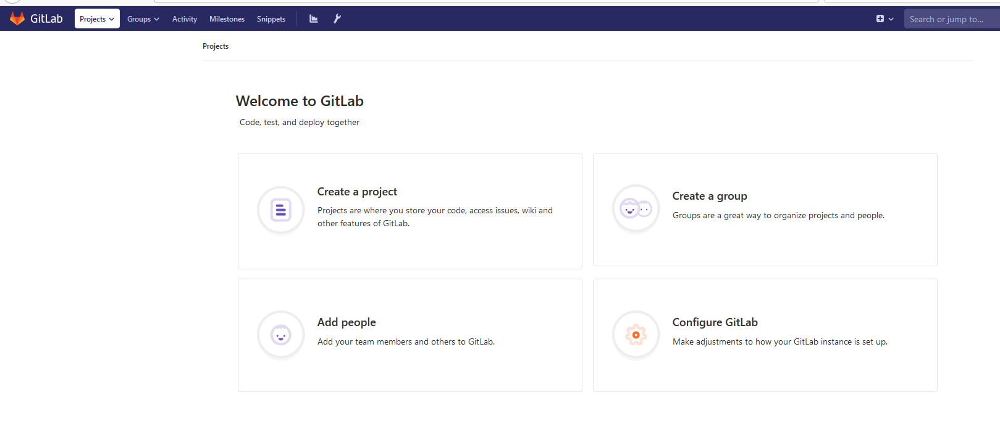 GitLab Projects Groups Activity Milestones Snippets Search or jump to...
Projects
Welcome to GitLab
Code, test, and deploy together
Create a project
Projects are where you store your code, access issues, wiki and
other features of GitLab.
Create a group
Groups are a great way to organize projects and people.
Add people
Add your team members and others to GitLab.
Configure GitLab
Make adjustments to how your GitLab instance is set up.